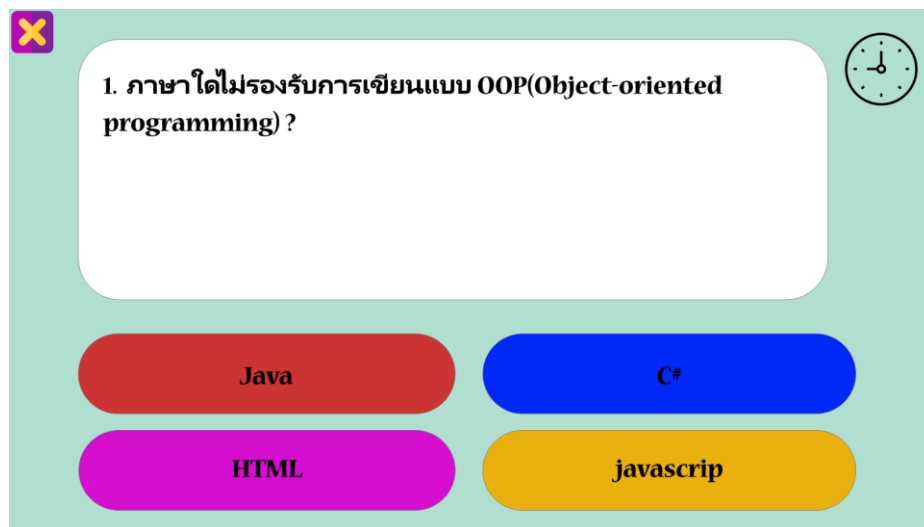 1. ภาษาใดไม่รองรับการเขียนแบบ OOP(Object-oriented
programming) ?
Java
C#
HTML
javascrip